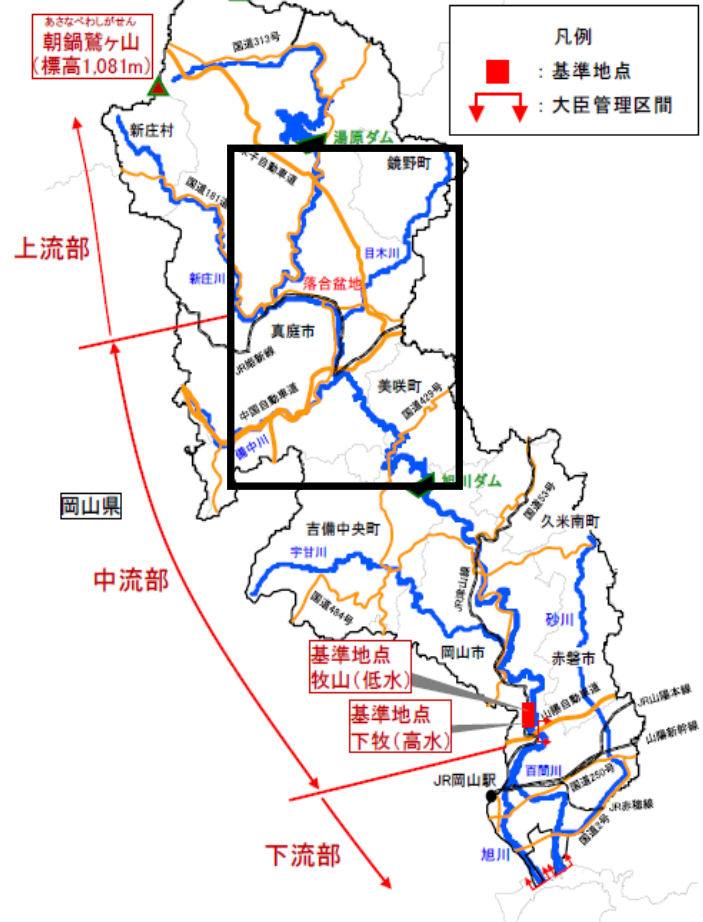 あさなべわしがせん
朝鍋鷲ヶ山
(標高1,081m)
凡例
：基準地点
：大臣管理区間
国道313号
湯原ダム
新庄村
鏡野町
子自動車道
国道181
上流部
新庄川
目木川
落合盆地
真庭市
JR姫新線
美咲町
中国自動車道
国道429号
備中川
旭川ダム
岡山県
国道53号
久米南町
吉備中央町
宇甘川
中流部
JR津山線
国道484号
砂川
岡山市
赤磐市
基準地点
牧山(低水)
基準地点
下牧(高水)
山陽自動車道
JR山陽本線
山陽新幹線
百間川
JR岡山駅
国道250号
JR赤穂線
国道2号
下流部
旭川